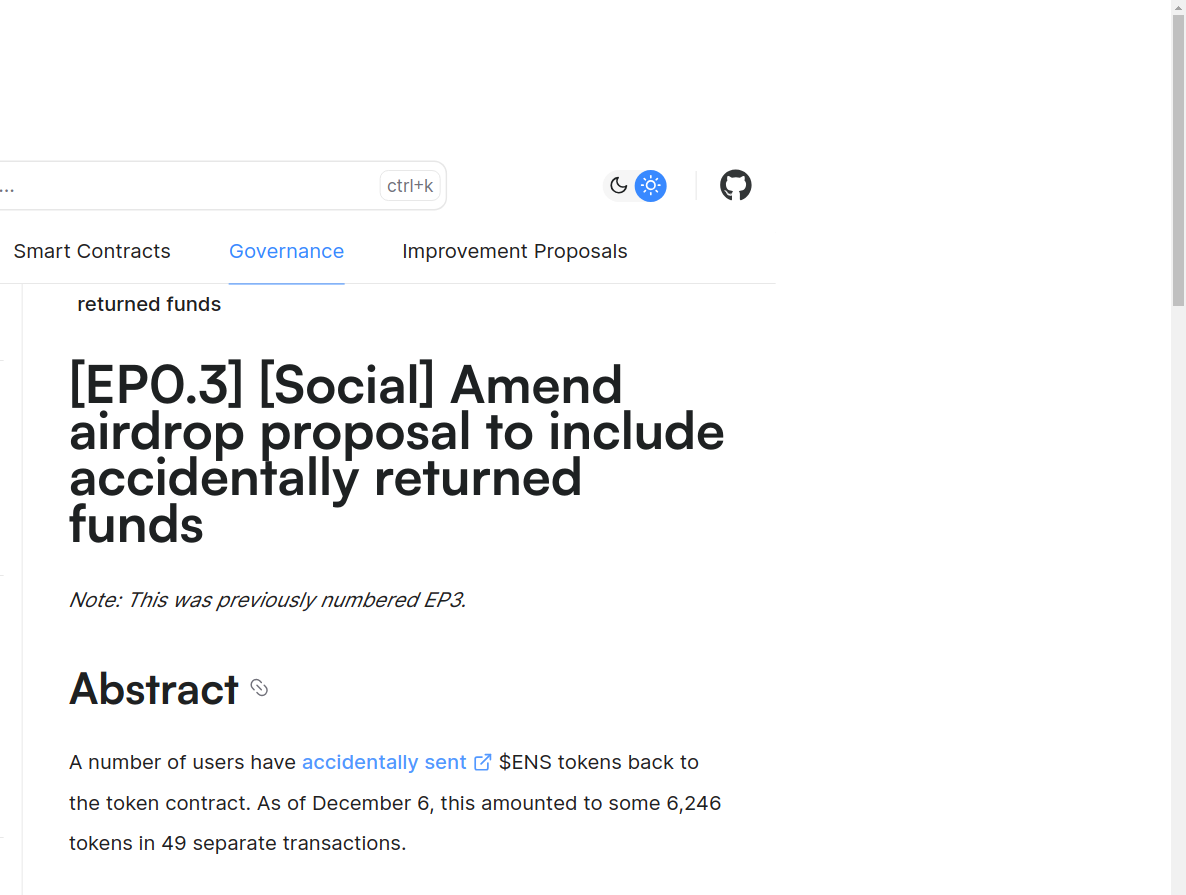 ...
ctrl+k
Smart Contracts
Governance
Improvement Proposals
returned funds
[EP0.3] [Social] Amend
airdrop proposal to include
accidentally returned
funds
Note: This was previously numbered EP3.
Abstract
A number of users have accidentally sent $ENS tokens back to
the token contract. As of December 6, this amounted to some 6,246
tokens in 49 separate transactions.